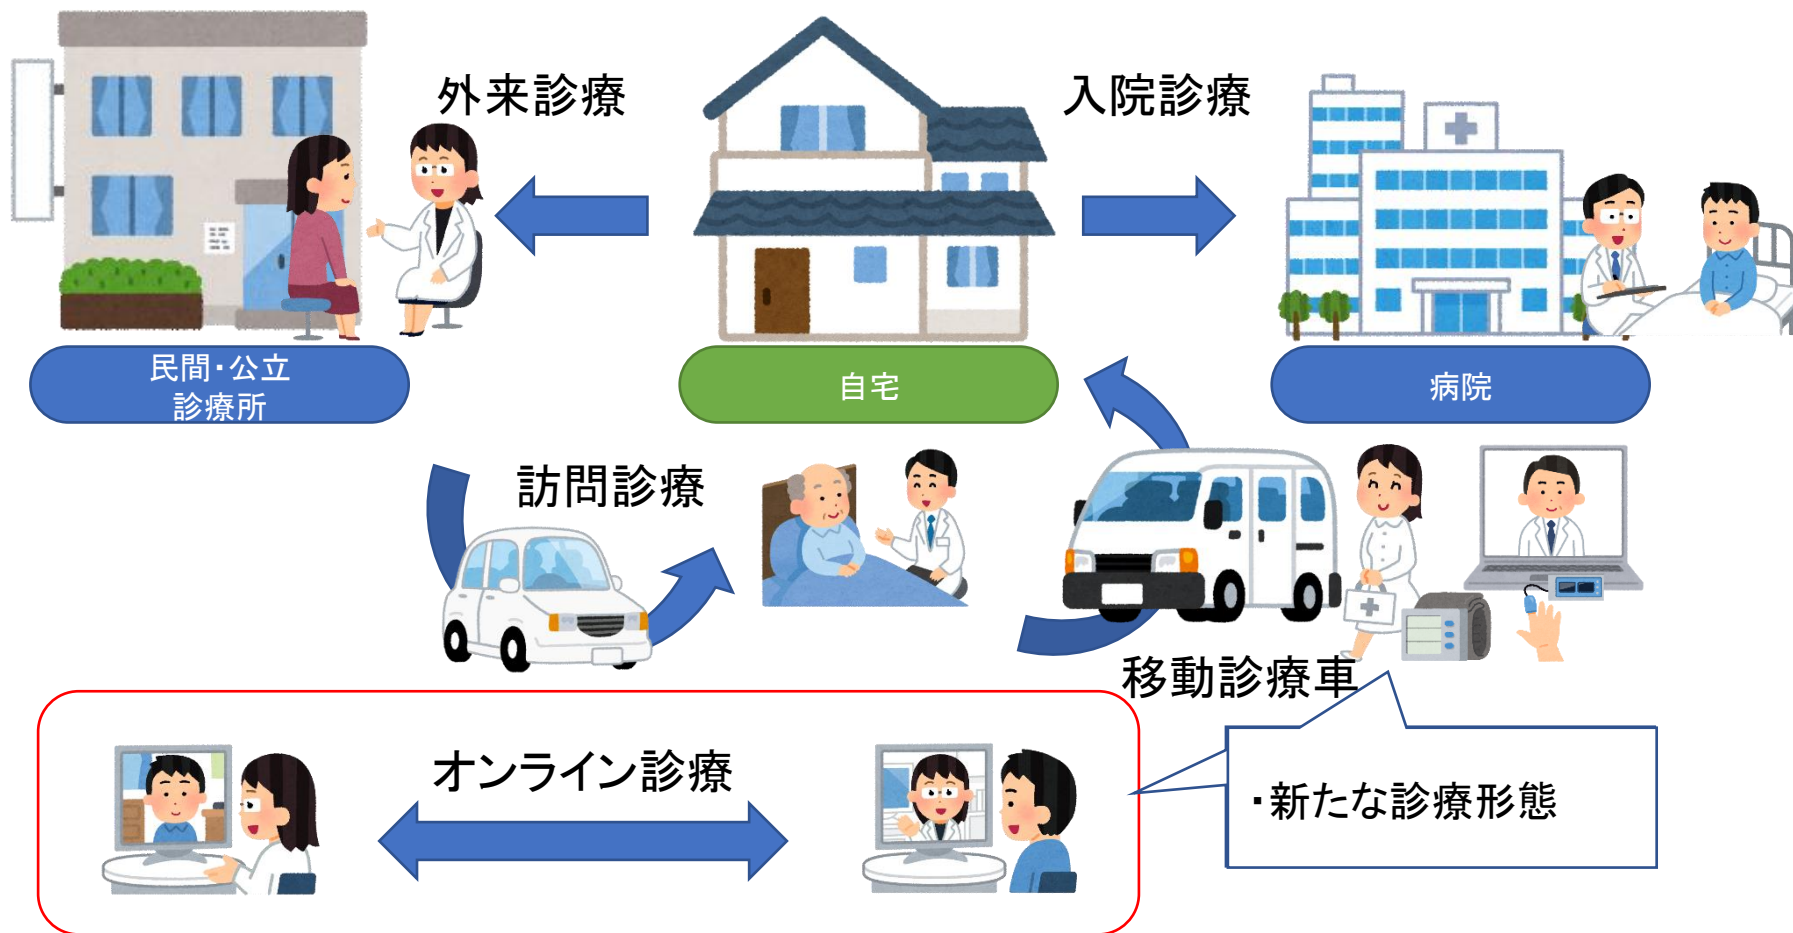 外来診療
入院診療
民間・公立
診療所
自宅
病院
訪問診療
移動診療車
オンライン診療
・新たな診療形態